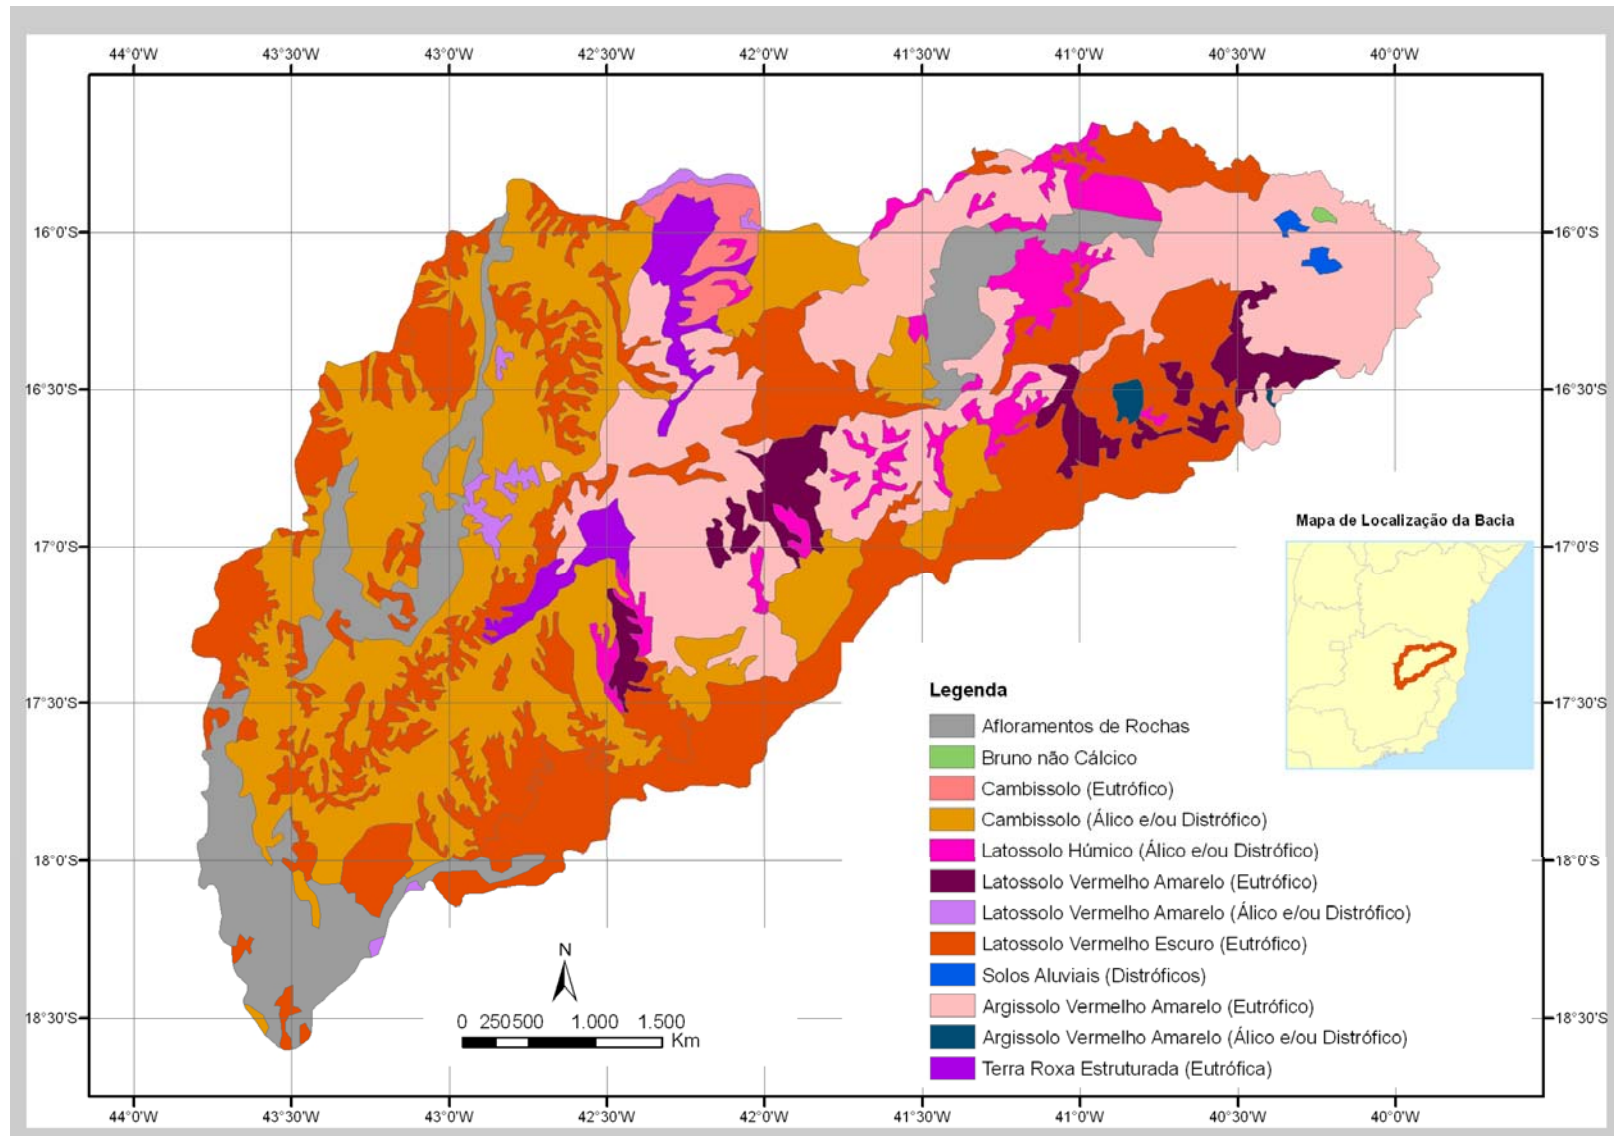 44°0'W 43°30'W 43°0'W 42°30'W 42°0'W 41°30'W 41°0'W 40°30'W 40°0'W
16°0'S 16°0'S
16°30'S 16°30'S
Mapa de Localização da Bacia
17°0'S 17°0'S
17°30'S 17°30'S
18°0'S 18°0'S
18°30'S 18°30'S
Legenda
Afloramentos de Rochas
Bruno não Cálcico
Cambissolo (Eutrófico)
Cambissolo (Álico e/ou Distrófico)
Latossolo Húmico (Álico e/ou Distrófico)
Latossolo Vermelho Amarelo (Eutrófico)
Latossolo Vermelho Amarelo (Álico e/ou Distrófico)
Latossolo Vermelho Escuro (Eutrófico)
Solos Aluviais (Distróficos)
Argissolo Vermelho Amarelo (Eutrófico)
Argissolo Vermelho Amarelo (Álico e/ou Distrófico)
Terra Roxa Estruturada (Eutrófica)
N
0 250 500 1.000 1.500
Km
44°0'W 43°30'W 43°0'W 42°30'W 42°0'W 41°30'W 41°0'W 40°30'W 40°0'W